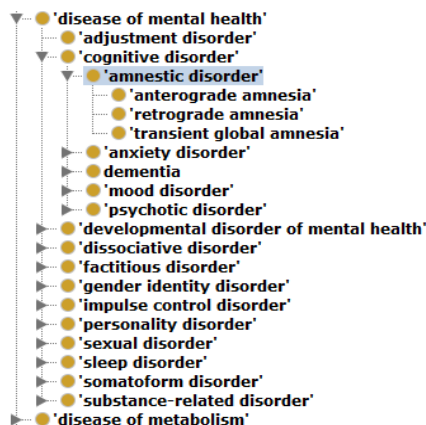 'disease of mental health'
'adjustment disorder'
'cognitive disorder'
'amnestic disorder'
'anterograde amnesia'
'retrograde amnesia'
'transient global amnesia'
'anxiety disorder'
dementia
'mood disorder'
'psychotic disorder'
'developmental disorder of mental health'
'dissociative disorder'
'factitious disorder'
'gender identity disorder'
'impulse control disorder'
'personality disorder'
'sexual disorder'
'sleep disorder'
'somatoform disorder'
'substance-related disorder'
'disease of metabolism'